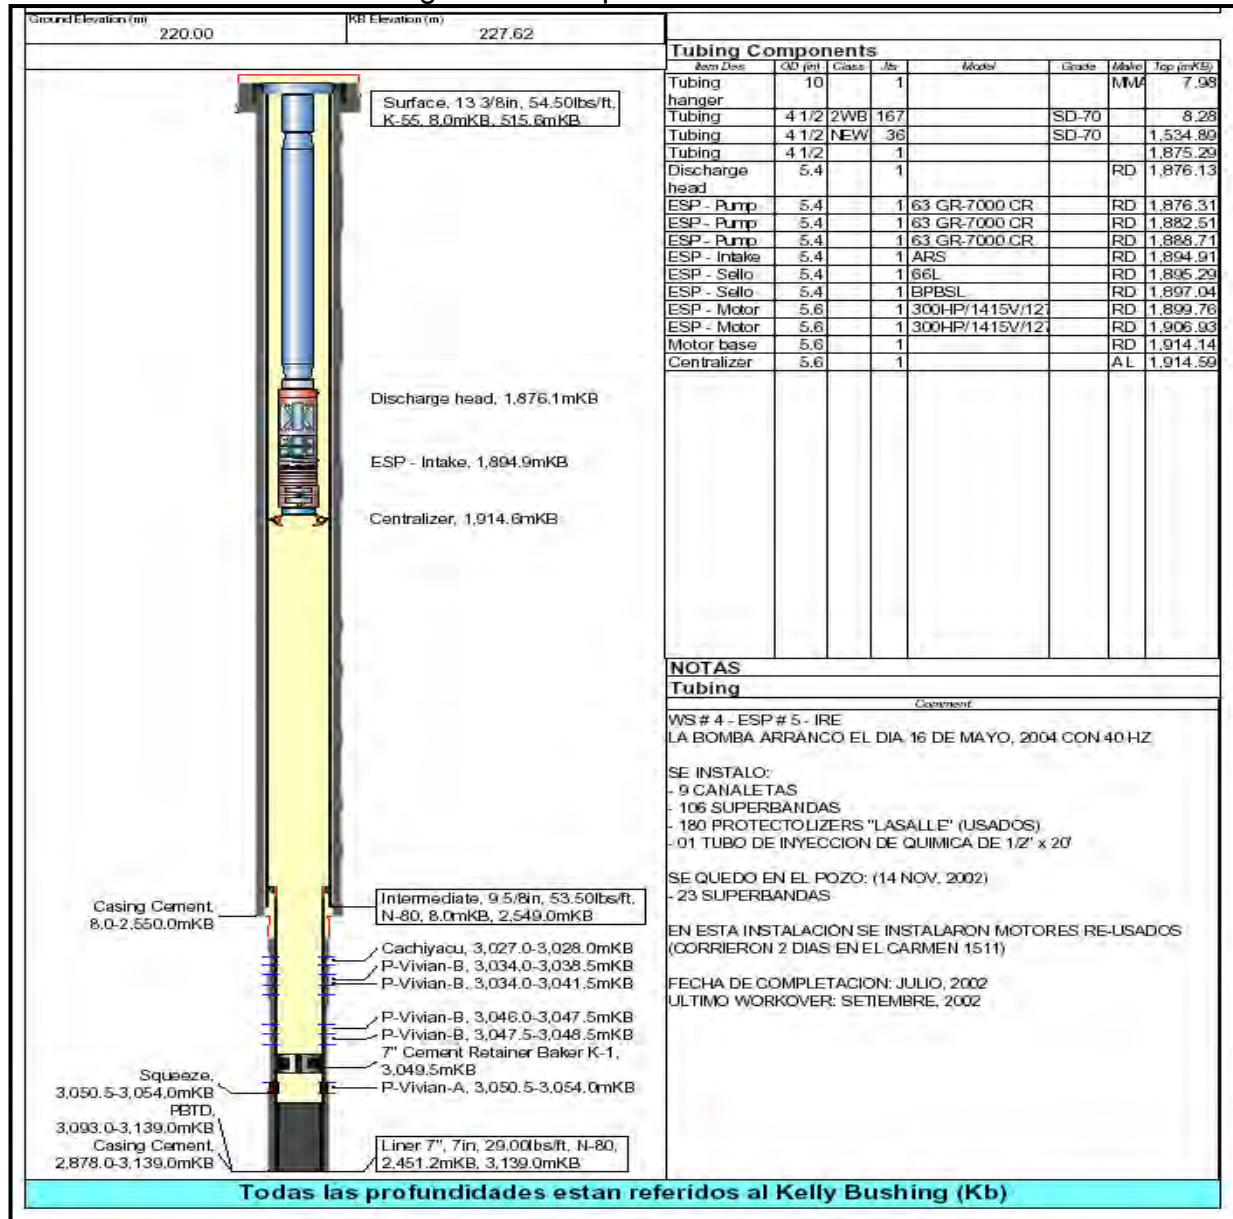 Ground Elevation (m)
220.00
KB Elevation (m)
227.62
Surface, 13 3/8in, 54.50lbs/ft,
K-55, 8.0mKB, 515.6mKB
Discharge head, 1,876.1mKB
ESP - Intake, 1,894.9mKB
Centralizer, 1,914.6mKB
Casing Cement,
8.0-2,550.0mKB
Intermediate, 9 5/8in, 53.50lbs/ft,
N-80, 8.0mKB, 2,549.0mKB
Cachiyacu, 3,027.0-3,028.0mKB
P-Vivian-B, 3,034.0-3,038.5mKB
P-Vivian-B, 3,034.0-3,041.5mKB
P-Vivian-B, 3,046.0-3,047.5mKB
P-Vivian-B, 3,047.5-3,048.5mKB
7" Cement Retainer Baker K-1,
3,049.5mKB
Squeeze,
3,050.5-3,054.0mKB
P-Vivian-A, 3,050.5-3,054.0mKB
PBTD,
3,093.0-3,139.0mKB
Casing Cement,
2,878.0-3,139.0mKB
Liner 7", 7in, 29.00lbs/ft, N-80,
2,451.2mKB, 3,139.0mKB
Tubing Components
Item Des OD (in) Class Jts Model Grade Make Top (mKB)
Tubing hanger 10 1 MMA 7.98
Tubing 4 1/2 2WB 167 SD-70 8.28
Tubing 4 1/2 NEW 36 SD-70 1,534.89
Tubing 4 1/2 1 1,875.29
Discharge head 5.4 1 RD 1,876.13
ESP - Pump 5.4 1 63 GR-7000 CR RD 1,876.31
ESP - Pump 5.4 1 63 GR-7000 CR RD 1,882.51
ESP - Pump 5.4 1 63 GR-7000 CR RD 1,888.71
ESP - Intake 5.4 1 ARS RD 1,894.91
ESP - Sello 5.4 1 66L RD 1,895.29
ESP - Sello 5.4 1 BPBSL RD 1,897.04
ESP - Motor 5.6 1 300HP/1415V/127 RD 1,899.76
ESP - Motor 5.6 1 300HP/1415V/127 RD 1,906.93
Motor base 5.6 1 RD 1,914.14
Centralizer 5.6 1 AL 1,914.59
NOTAS
Tubing
Comment
WS # 4 - ESP # 5 - IRE
LA BOMBA ARRANCO EL DIA 16 DE MAYO, 2004 CON 40 HZ
SE INSTALO:
- 9 CANALETAS
- 106 SUPERBANDAS
- 180 PROTECTOLIZERS "LASALLE" (USADOS)
- 01 TUBO DE INYECCION DE QUIMICA DE 1/2" x 20'
SE QUEDO EN EL POZO: (14 NOV, 2002)
- 23 SUPERBANDAS
EN ESTA INSTALACIÓN SE INSTALARON MOTORES RE-USADOS
(CORRIERON 2 DIAS EN EL CARMEN 1511)
FECHA DE COMPLETACION: JULIO, 2002
ULTIMO WORKOVER: SETIEMBRE, 2002
Todas las profundidades estan referidos al Kelly Bushing (Kb)